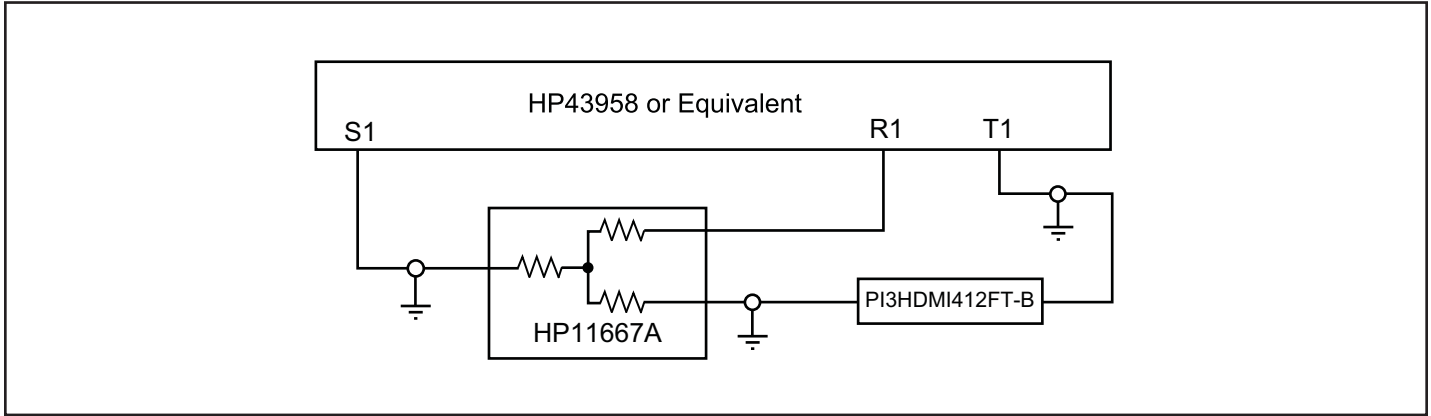 HP43958 or Equivalent
S1
R1
T1
PI3HDMI412FT-B
HP11667A